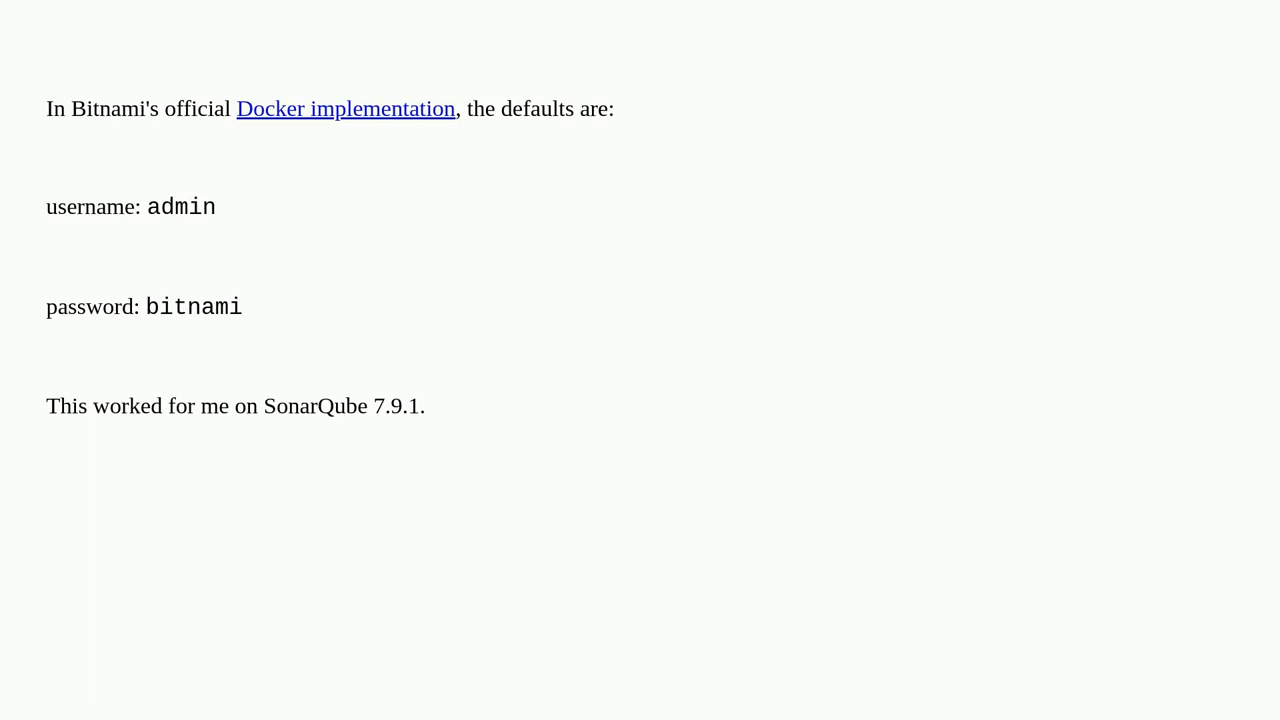 In Bitnami's official Docker implementation, the defaults are:
username: admin
password: bitnami
This worked for me on SonarQube 7.9.1.